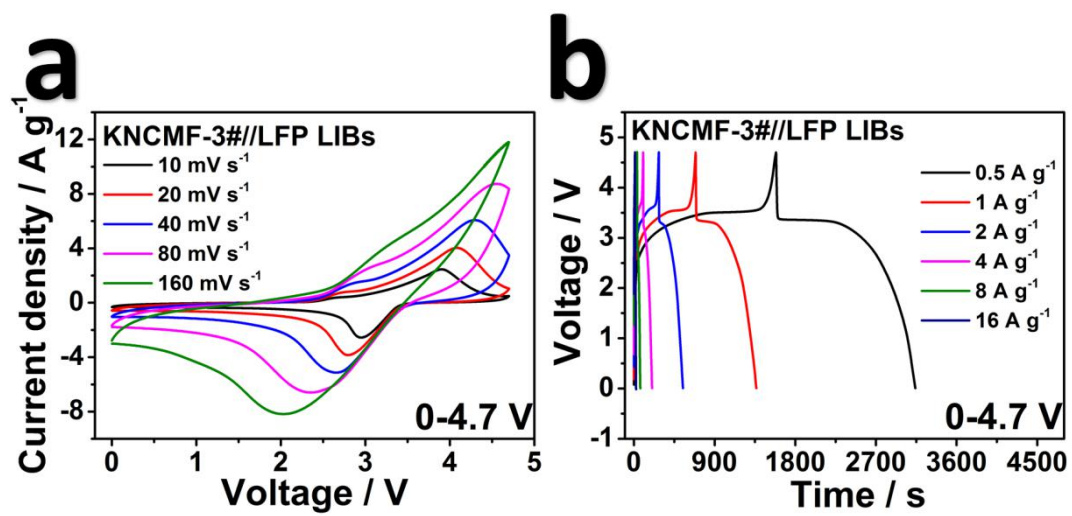 a
Current density / A g⁻¹
12
8
4
0
-4
-8
KNCMF-3#//LFP LIBs
10 mV s⁻¹
20 mV s⁻¹
40 mV s⁻¹
80 mV s⁻¹
160 mV s⁻¹
0-4.7 V
0 1 2 3 4 5
Voltage / V
b
Voltage / V
5
4
3
2
1
0
-1
KNCMF-3#//LFP LIBs
0.5 A g⁻¹
1 A g⁻¹
2 A g⁻¹
4 A g⁻¹
8 A g⁻¹
16 A g⁻¹
0-4.7 V
0 900 1800 2700 3600 4500
Time / s